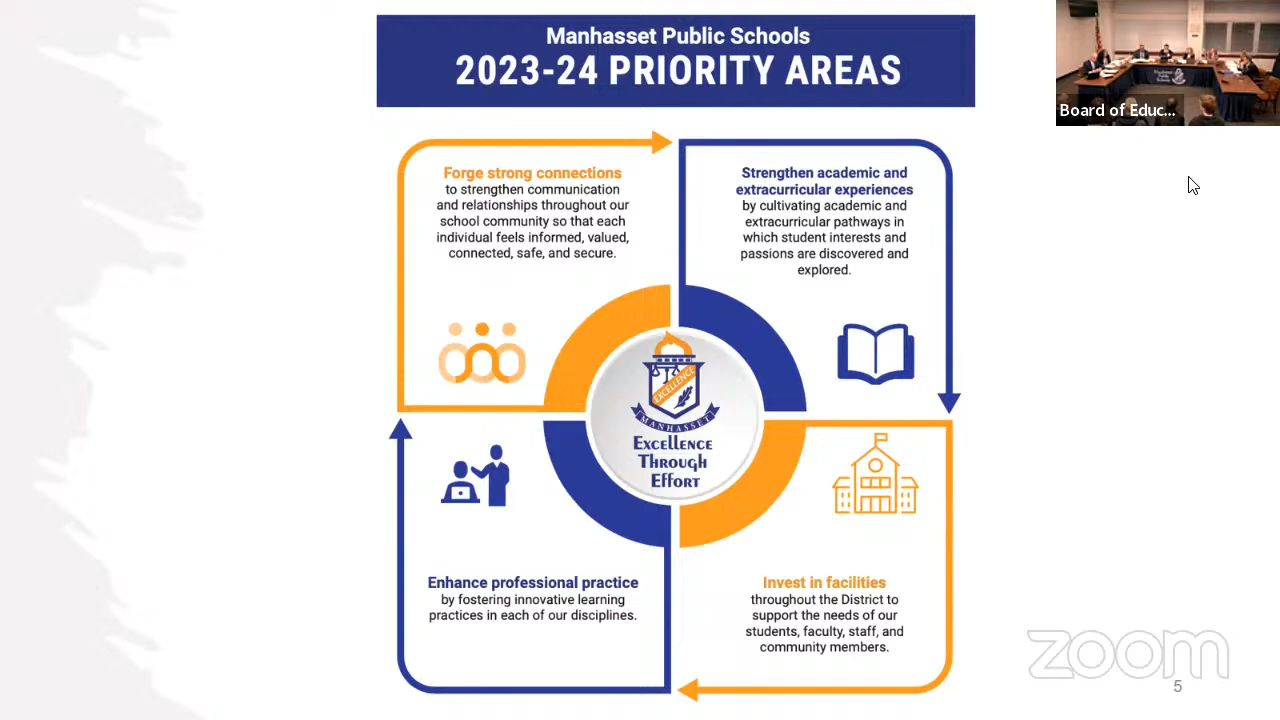 Manhasset Public Schools
2023-24 PRIORITY AREAS
Board of Educ...
Forge strong connections
to strengthen communication
and relationships throughout our
school community so that each
individual feels informed, valued,
connected, safe, and secure.
Strengthen academic and
extracurricular experiences
by cultivating academic and
extracurricular pathways in
which student interests and
passions are discovered and
explored.
EXCELLENCE
MANHASSET
Excellence
Through
Effort
Enhance professional practice
by fostering innovative learning
practices in each of our disciplines.
Invest in facilities
throughout the District to
support the needs of our
students, faculty, staff, and
community members.
zoom
5